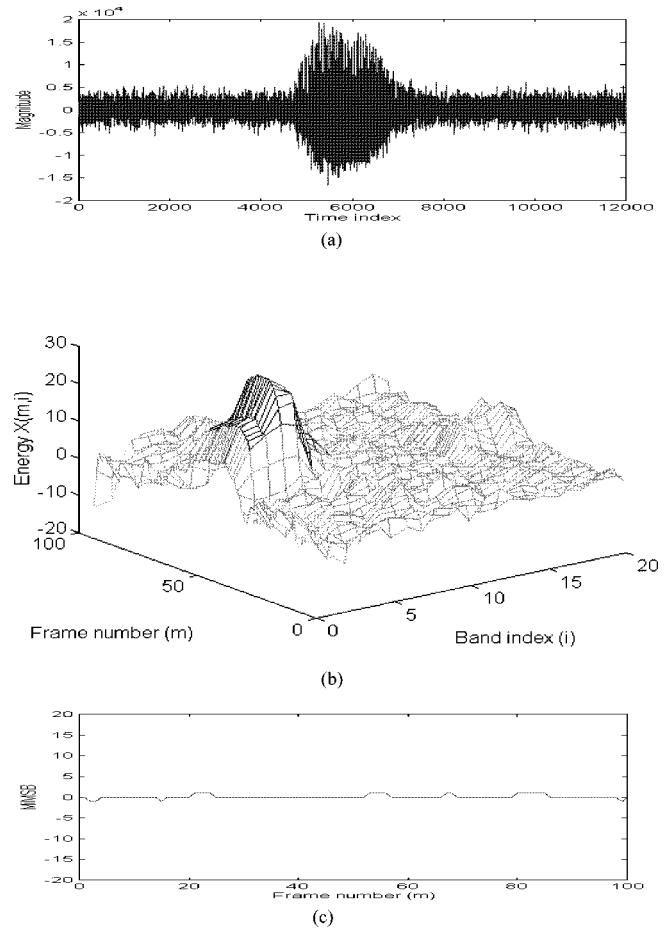 × 10⁴
2
1.5
1
0.5
0
-0.5
-1
-1.5
-2
Magnitude
0 2000 4000 6000 8000 10000 12000
Time index
(a)
30
20
10
0
-10
-20
Energy X(m,i)
100
50
0
Frame number (m)
0
5
10
15
20
Band index (i)
(b)
20
15
10
5
0
-5
-10
-15
-20
MiMSB
0 20 40 60 80 100
Frame number (m)
(c)